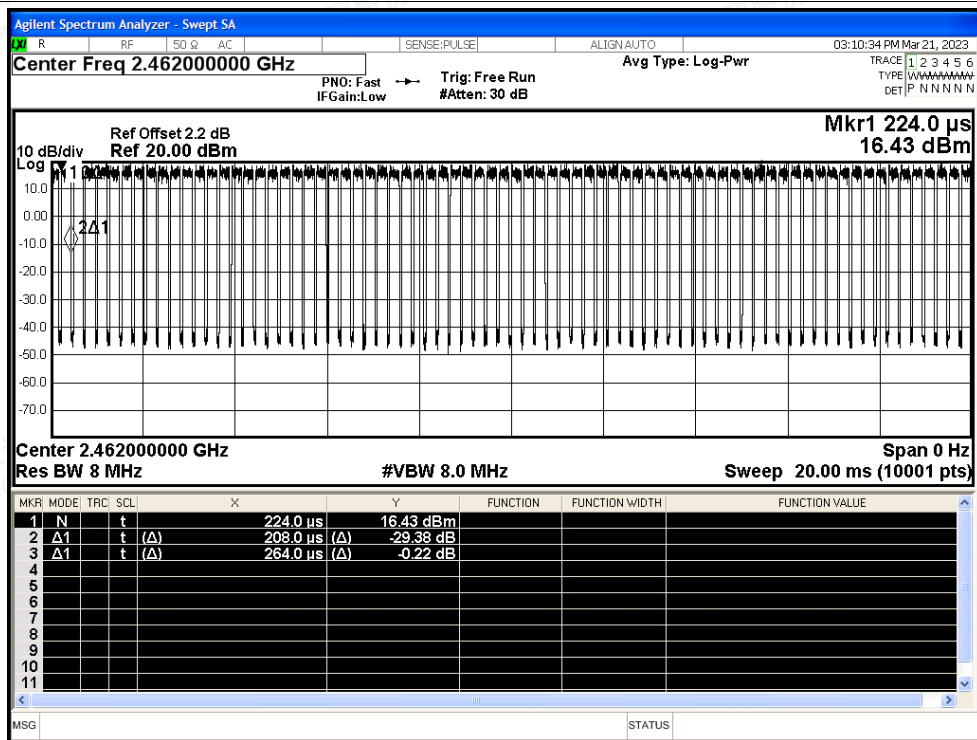 Agilent Spectrum Analyzer - Swept SA
LXI R RF 50 Ω AC SENSE:PULSE ALIGN AUTO 03:10:34 PM Mar 21, 2023
Center Freq 2.462000000 GHz
PNO: Fast
IFGain:Low
Trig: Free Run
#Atten: 30 dB
Avg Type: Log-Pwr
TRACE 1 2 3 4 5 6
TYPE
DET P N N N N N
Mkr1 224.0 µs
16.43 dBm
Ref Offset 2.2 dB
10 dB/div Ref 20.00 dBm
Log
1
10.0
0.00
2Δ1
-10.0
-20.0
-30.0
-40.0
-50.0
-60.0
-70.0
Center 2.462000000 GHz Span 0 Hz
Res BW 8 MHz #VBW 8.0 MHz Sweep 20.00 ms (10001 pts)
MKR MODE TRC SCL X Y FUNCTION FUNCTION WIDTH FUNCTION VALUE
1 N t 224.0 µs 16.43 dBm
2 Δ1 t (Δ) 208.0 µs (Δ) -29.38 dB
3 Δ1 t (Δ) 264.0 µs (Δ) -0.22 dB
4
5
6
7
8
9
10
11
MSG STATUS